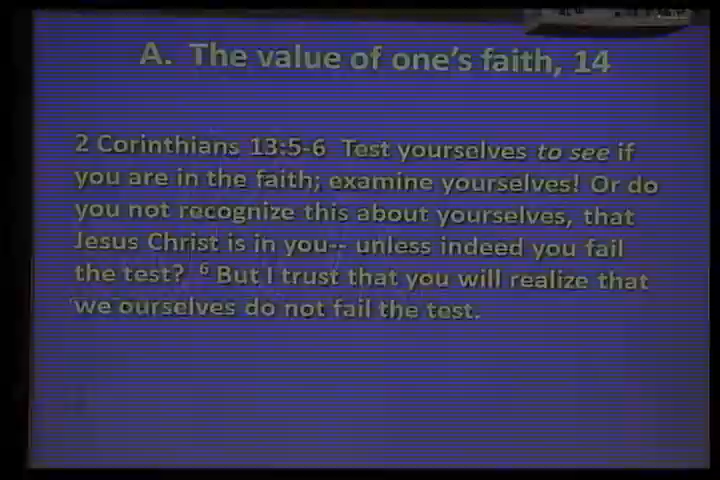 A. The value of one's faith, 14
2 Corinthians 13:5-6 Test yourselves to see if
you are in the faith; examine yourselves! Or do
you not recognize this about yourselves, that
Jesus Christ is in you-- unless indeed you fail
the test? 6 But I trust that you will realize that
we ourselves do not fail the test.